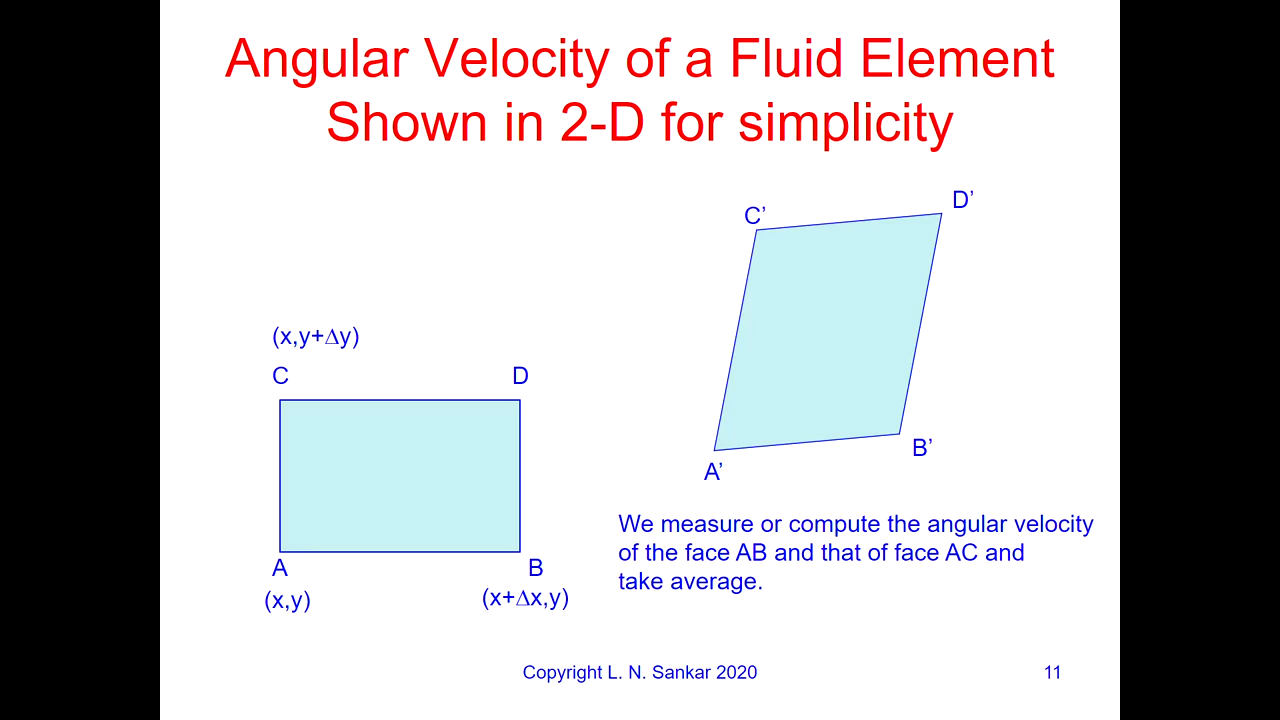 Angular Velocity of a Fluid Element
Shown in 2-D for simplicity
C’
D’
(x,y+Δy)
C
D
A’
B’
We measure or compute the angular velocity
of the face AB and that of face AC and
take average.
A
B
(x,y)
(x+Δx,y)
Copyright L. N. Sankar 2020
11